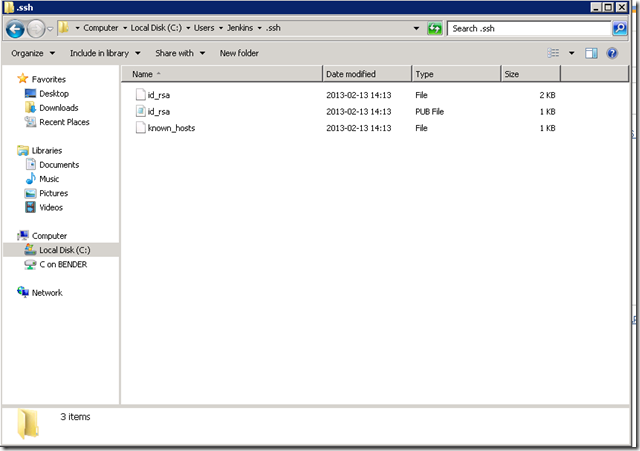 .ssh
Computer Local Disk (C:) Users Jenkins .ssh Search .ssh
Organize Include in library Share with New folder
Name Date modified Type Size
id_rsa 2013-02-13 14:13 File 2 KB
id_rsa 2013-02-13 14:13 PUB File 1 KB
known_hosts 2013-02-13 14:13 File 1 KB
Favorites
Desktop
Downloads
Recent Places
Libraries
Documents
Music
Pictures
Videos
Computer
Local Disk (C:)
C on BENDER
Network
3 items